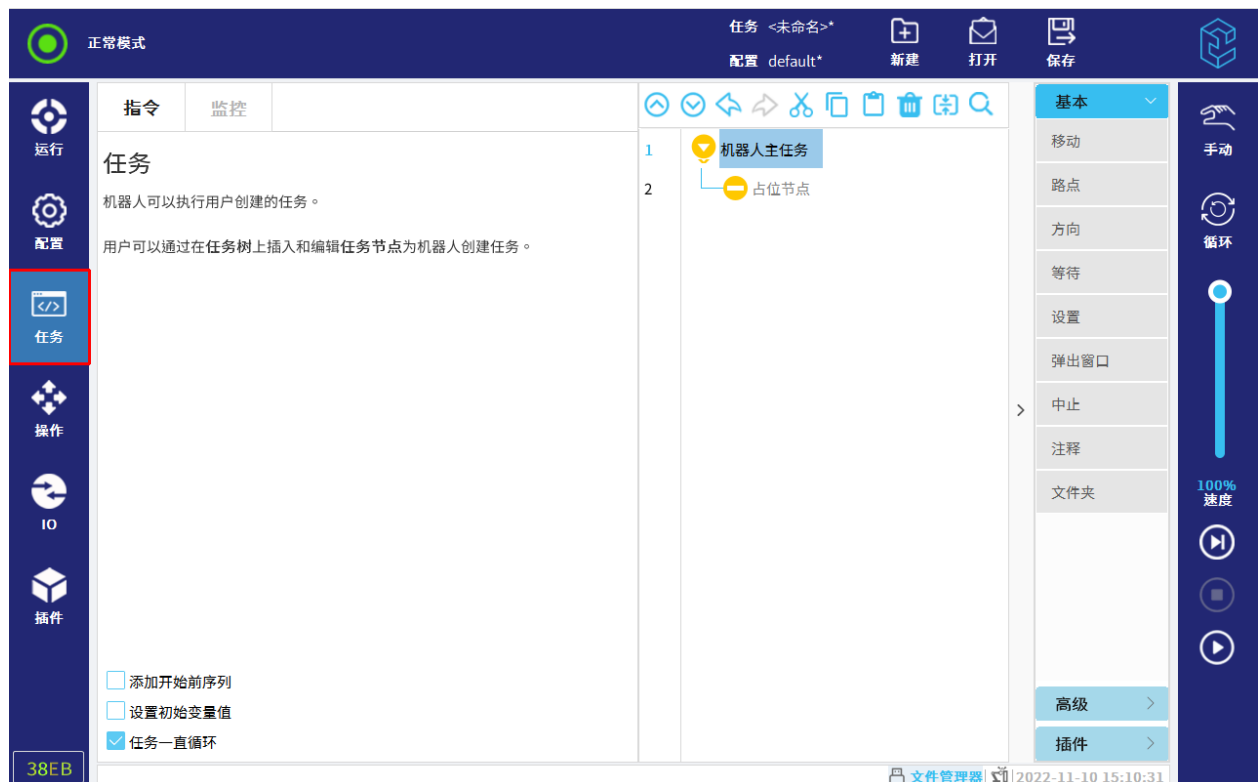 正常模式
任务 <未命名>*
配置 default*
新建
打开
保存
运行
配置
任务
操作
IO
插件
38EB
指令
监控
任务
机器人可以执行用户创建的任务。
用户可以通过在任务树上插入和编辑任务节点为机器人创建任务。
添加开始前序列
设置初始变量值
任务一直循环
1 机器人主任务
2 占位节点
基本
移动
路点
方向
等待
设置
弹出窗口
中止
注释
文件夹
高级
插件
手动
循环
100%
速度
文件管理器 2022-11-10 15:10:31